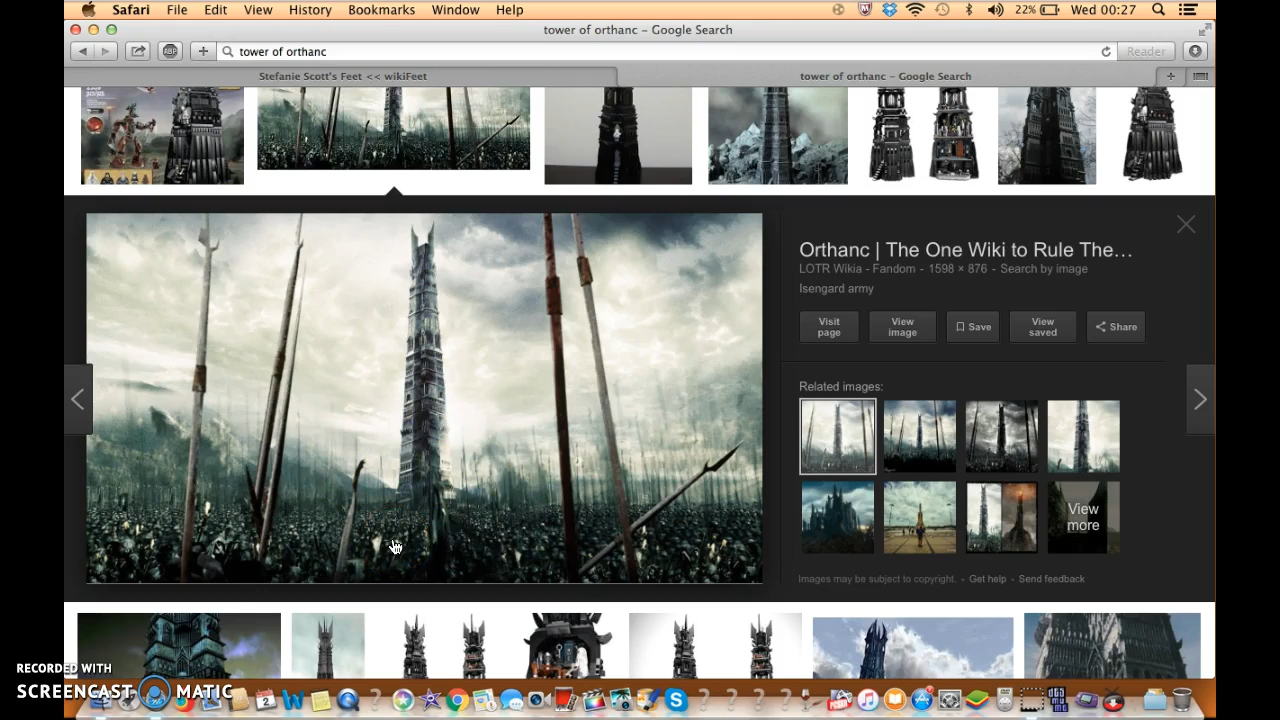 Safari File Edit View History Bookmarks Window Help 22% Wed 00:27
tower of orthanc – Google Search
ABP tower of orthanc Reader
Stefanie Scott's Feet << wikiFeet tower of orthanc – Google Search
Orthanc | The One Wiki to Rule The…
LOTR Wikia - Fandom - 1598 × 876 - Search by image
Isengard army
Visit page
View image
Save
View saved
Share
Related images:
View more
Images may be subject to copyright. - Get help - Send feedback
RECORDED WITH
SCREENCAST MATIC